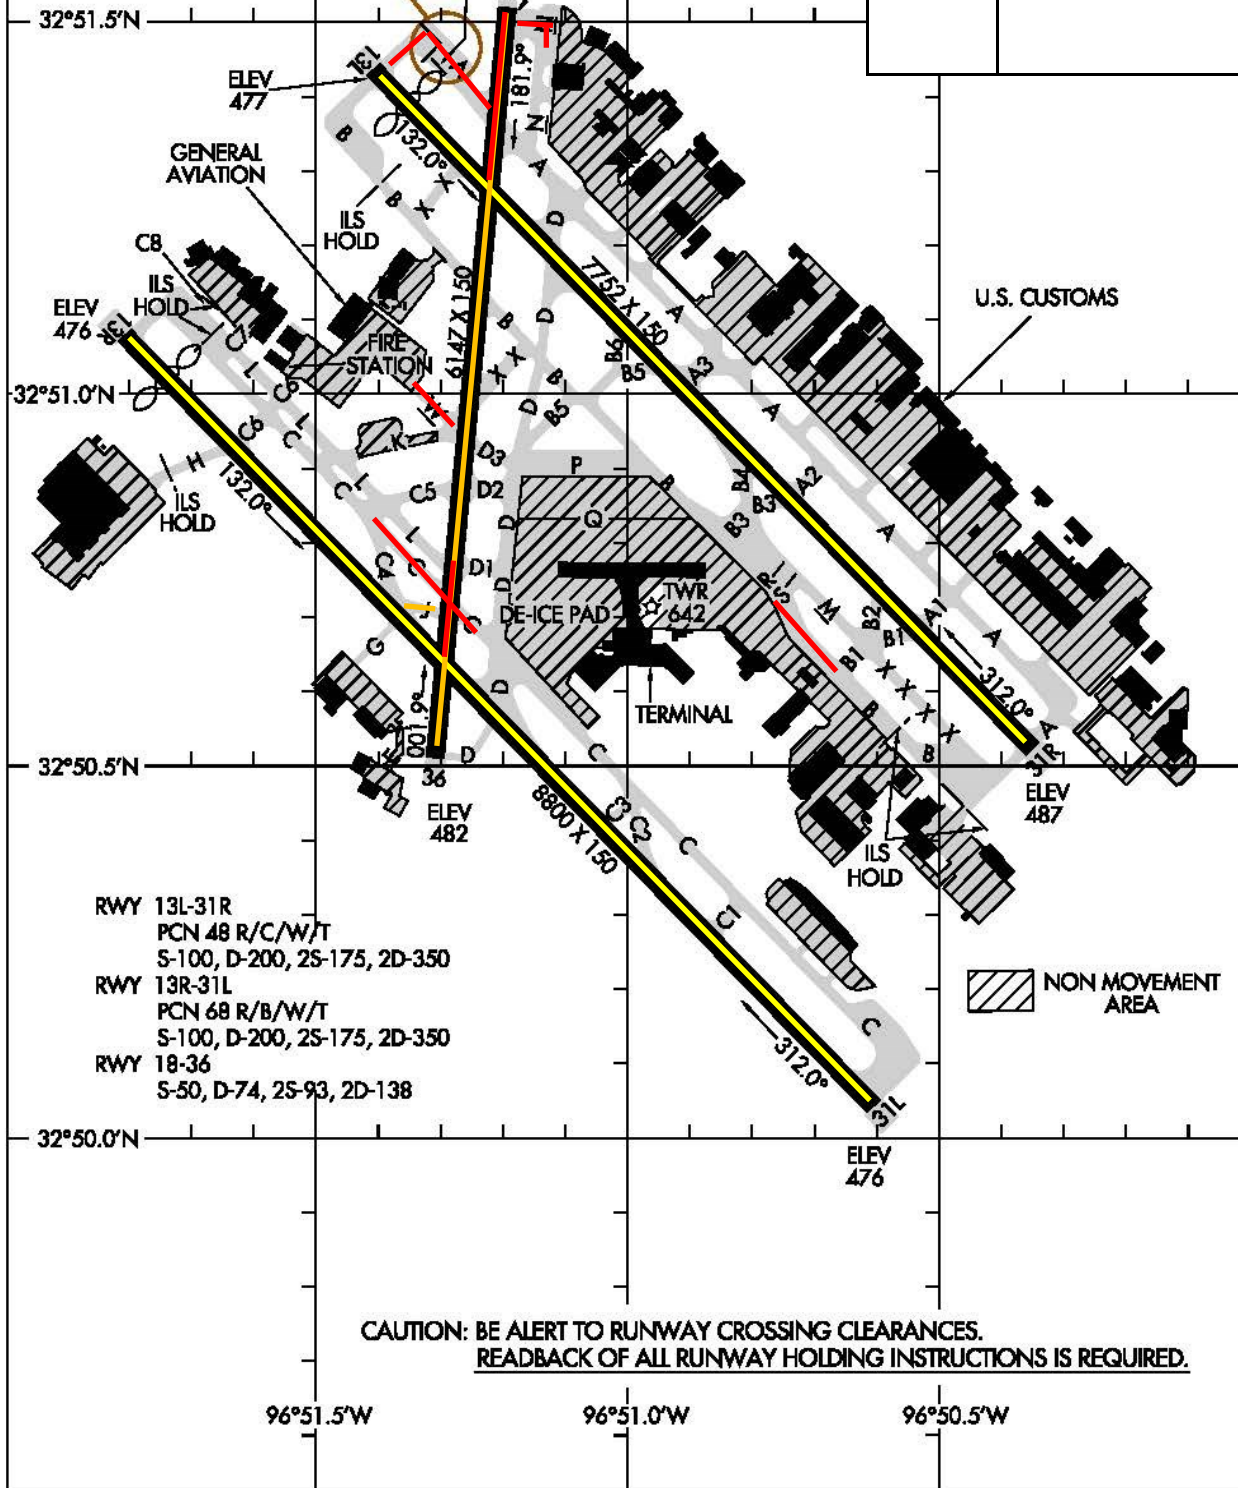 32°51.5'N
13L
ELEV
477
181.9°
N
N
A
A
132.0°
B
GENERAL
AVIATION
ILS
HOLD
B
X
X
D
C8
ILS
HOLD
ELEV
476
13R
7752 X 150
A
U.S. CUSTOMS
6147 X 150
FIRE
STATION
B
D
B6
B5
A3
X
X
B
D
B5
A
32°51.0'N
L
C6
L
C
C6
W
K
D3
P
B
B4
B3
A2
H
ILS
HOLD
132.0°
L
C
C5
D2
D
Q
B3
A
L
C4
C
D1
D
DE-ICE PAD
TWR
642
R
S
M
B2
B1
A1
A
J
C
G
B1
X
X
X
X
312.0°
A
31R
TERMINAL
D
F
001.9°
D
C
B
B
32°50.5'N
36
ELEV
482
8800 X 150
C3
C2
C
ELEV
487
ILS
HOLD
RWY 13L-31R
PCN 48 R/C/W/T
S-100, D-200, 2S-175, 2D-350
RWY 13R-31L
PCN 68 R/B/W/T
S-100, D-200, 2S-175, 2D-350
RWY 18-36
S-50, D-74, 2S-93, 2D-138
C1
NON MOVEMENT
AREA
C
312.0°
31L
32°50.0'N
ELEV
476
CAUTION: BE ALERT TO RUNWAY CROSSING CLEARANCES.
READBACK OF ALL RUNWAY HOLDING INSTRUCTIONS IS REQUIRED.
96°51.5'W
96°51.0'W
96°50.5'W